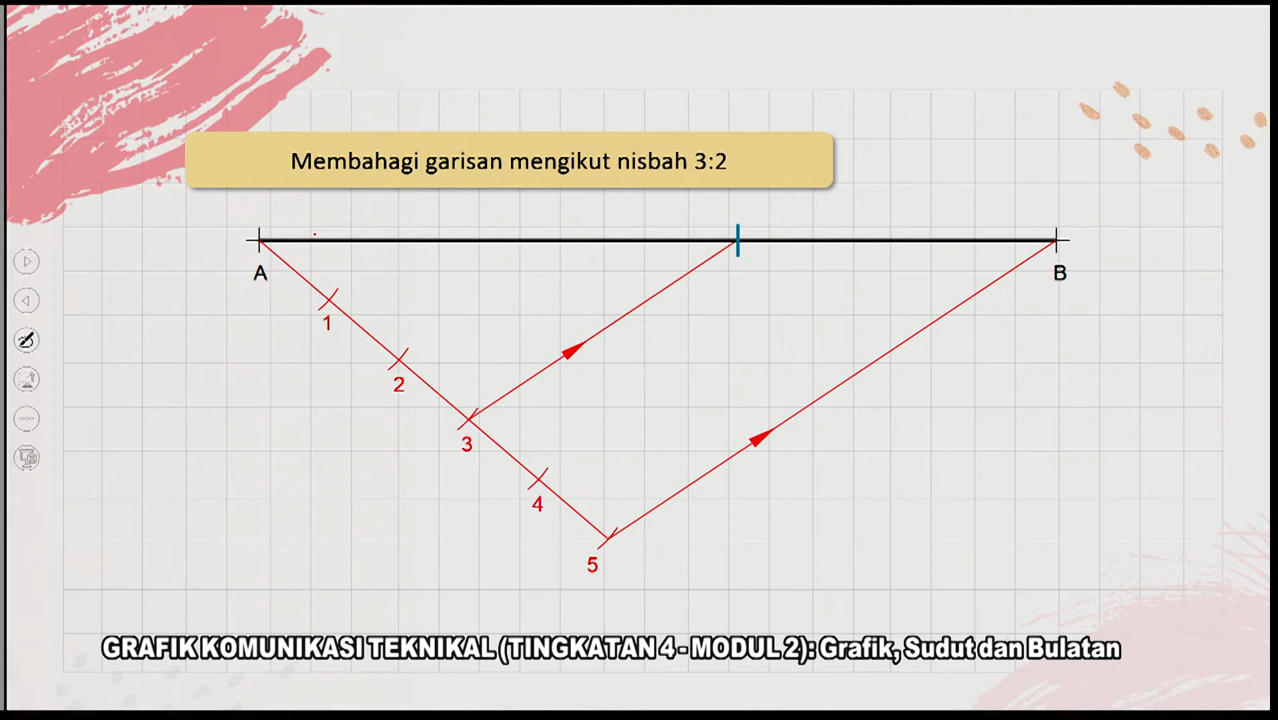 Membahagi garisan mengikut nisbah 3:2
A
B
1
2
3
4
5
GRAFIK KOMUNIKASI TEKNIKAL (TINGKATAN 4 - MODUL 2): Grafik, Sudut dan Bulatan